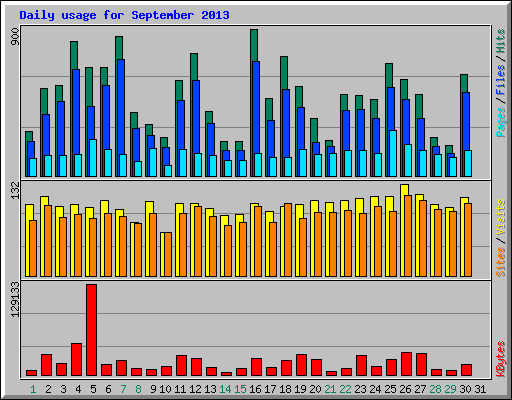 Daily usage for September 2013
900
Pages / Files / Hits
132
Sites / Visits
129133
KBytes
1 2 3 4 5 6 7 8 9 10 11 12 13 14 15 16 17 18 19 20 21 22 23 24 25 26 27 28 29 30 31